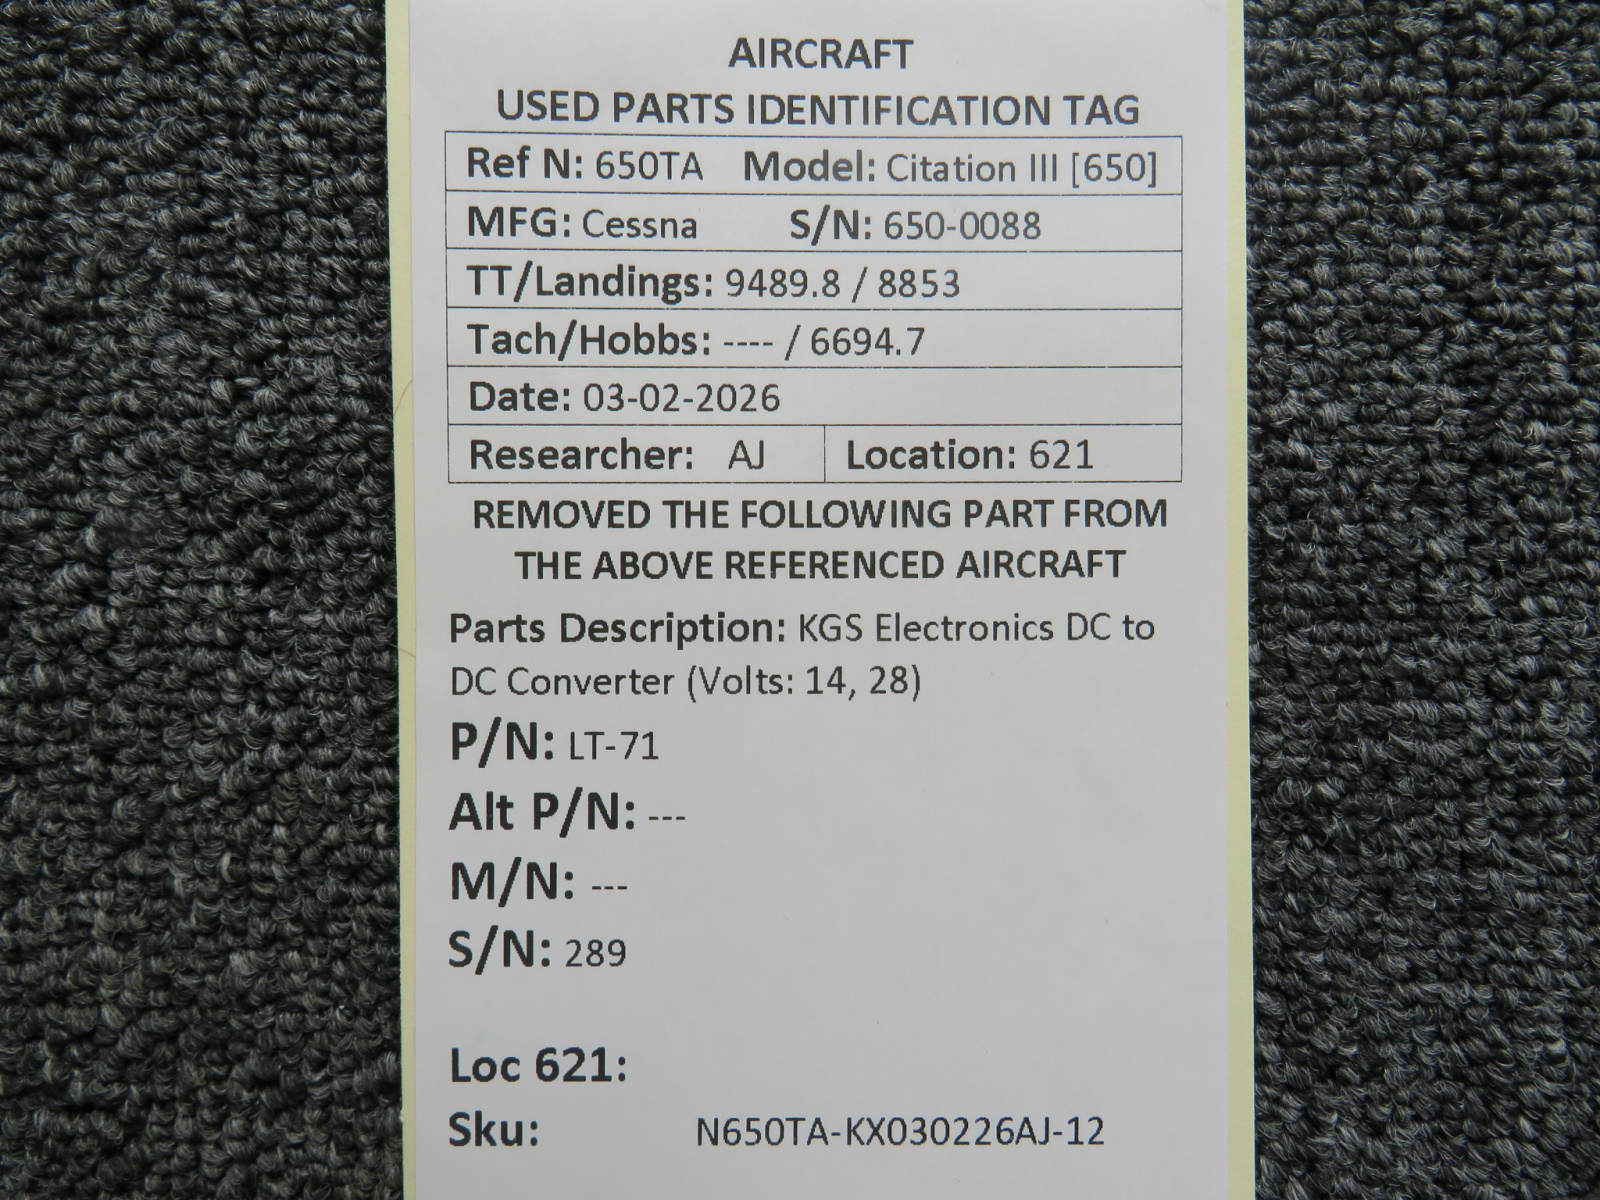 AIRCRAFT
USED PARTS IDENTIFICATION TAG
Ref N: 650TA Model: Citation III [650]
MFG: Cessna S/N: 650-0088
TT/Landings: 9489.8 / 8853
Tach/Hobbs: ---- / 6694.7
Date: 03-02-2026
Researcher: AJ Location: 621
REMOVED THE FOLLOWING PART FROM
THE ABOVE REFERENCED AIRCRAFT
Parts Description: KGS Electronics DC to
DC Converter (Volts: 14, 28)
P/N: LT-71
Alt P/N: ---
M/N: ---
S/N: 289
Loc 621:
Sku: N650TA-KX030226AJ-12